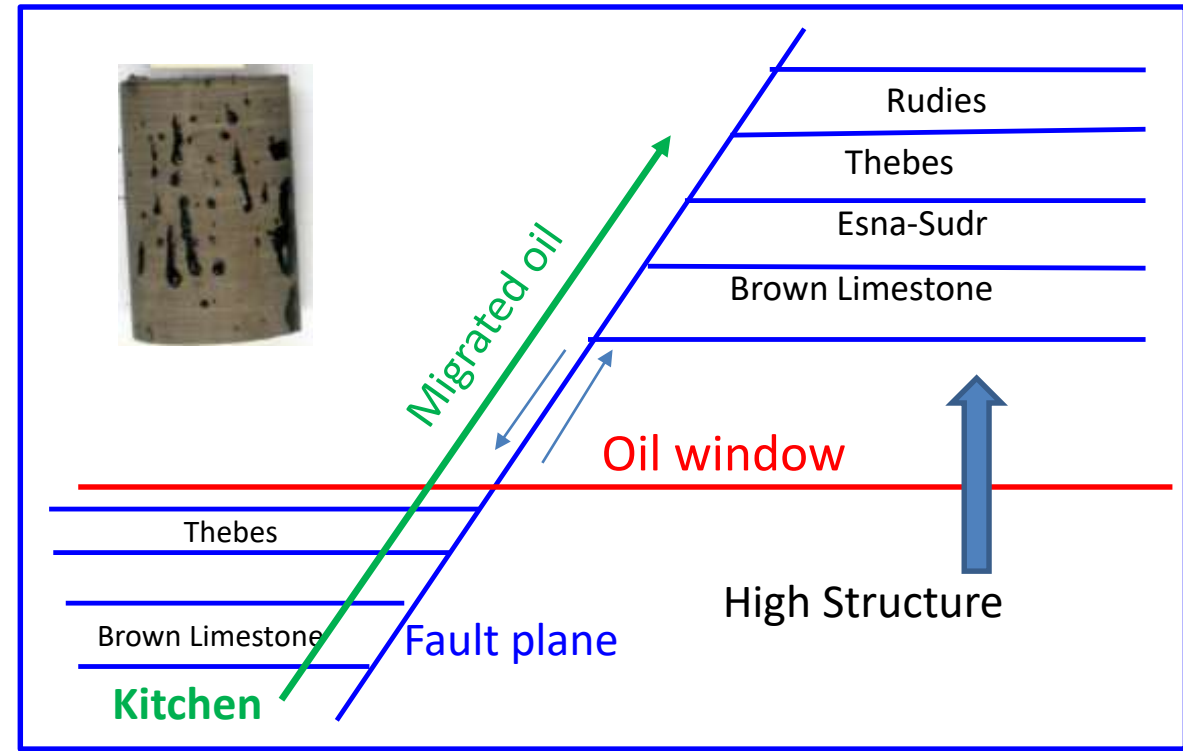 Rudies
Thebes
Esna-Sudr
Brown Limestone
Migrated oil
Oil window
Thebes
High Structure
Brown Limestone
Fault plane
Kitchen